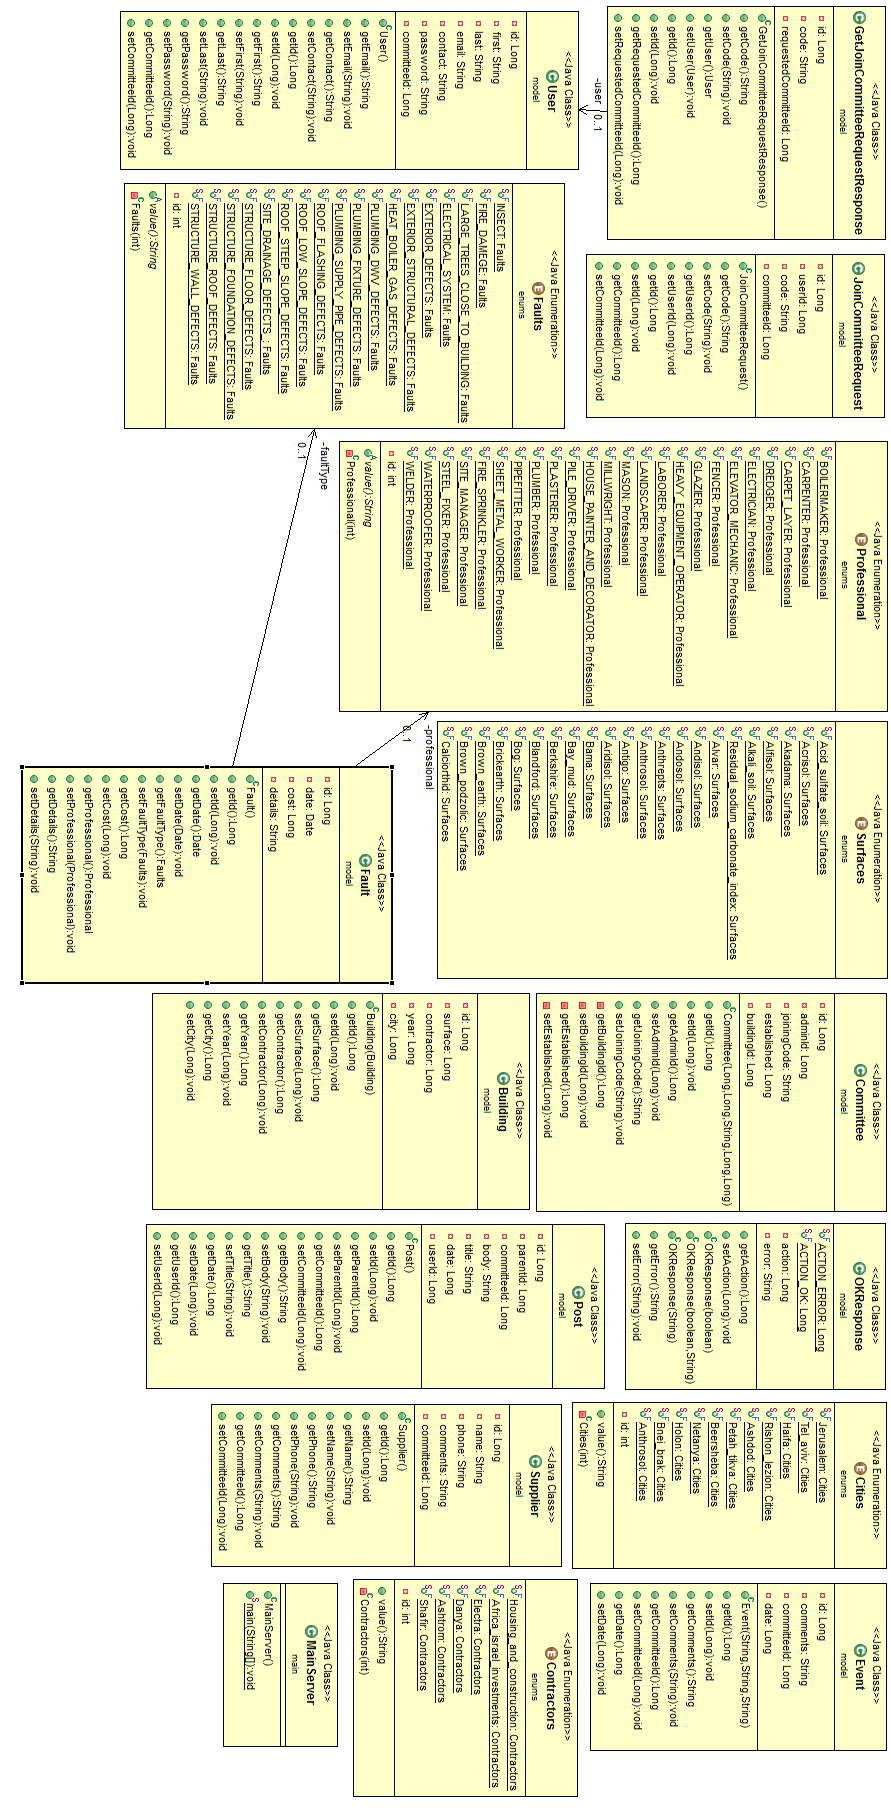 <<Java Class>>
GetJoinCommitteeRequestResponse
model
id: Long
code: String
requestedCommitteeId: Long
GetJoinCommitteeRequestResponse()
getCode():String
setCode(String):void
getUser():User
setUser(User):void
getId():Long
setId(Long):void
getRequestedCommitteeId():Long
setRequestedCommitteeId(Long):void
-user
0..1
<<Java Class>>
User
model
id: Long
first: String
last: String
email: String
contact: String
password: String
committeeId: Long
User()
getEmail():String
setEmail(String):void
getContact():String
setContact(String):void
getId():Long
setId(Long):void
getFirst():String
setFirst(String):void
getLast():String
setLast(String):void
getPassword():String
setPassword(String):void
getCommitteeId():Long
setCommitteeId(Long):void
<<Java Class>>
JoinCommitteeRequest
model
id: Long
userId: Long
code: String
committeeId: Long
JoinCommitteeRequest()
getCode():String
setCode(String):void
getUserId():Long
setUserId(Long):void
getId():Long
setId(Long):void
getCommitteeId():Long
setCommitteeId(Long):void
<<Java Enumeration>>
Faults
enums
INSECT: Faults
FIRE_DAMEGE: Faults
LARGE_TREES_CLOSE_TO_BUILDING: Faults
ELECTRICAL_SYSTEM: Faults
EXTERIOR_DEFECTS: Faults
EXTERIOR_STRUCTURAL_DEFECTS: Faults
HEAT_BOILER_GAS_DEFECTS: Faults
PLUMBING_DWV_DEFECTS: Faults
PLUMBING_FIXTURE_DEFECTS: Faults
PLUMBING_SUPPLY_PIPE_DEFECTS: Faults
ROOF_FLASHING_DEFECTS: Faults
ROOF_LOW_SLOPE_DEFECTS: Faults
ROOF_STEEP_SLOPE_DEFECTS: Faults
SITE_DRAINAGE_DEFECTS_: Faults
STRUCTURE_FLOOR_DEFECTS: Faults
STRUCTURE_FOUNDATION_DEFECTS: Faults
STRUCTURE_ROOF_DEFECTS: Faults
STRUCTURE_WALL_DEFECTS: Faults
id: int
value():String
Faults(int)
-faultType
0..1
<<Java Enumeration>>
Professional
enums
BOILERMAKER: Professional
CARPENTER: Professional
CARPET_LAYER: Professional
DREDGER: Professional
ELECTRICIAN: Professional
ELEVATOR_MECHANIC: Professional
FENCER: Professional
GLAZIER: Professional
HEAVY_EQUIPMENT_OPERATOR: Professional
LABORER: Professional
LANDSCAPER: Professional
MASON: Professional
MILLWRIGHT: Professional
HOUSE_PAINTER_AND_DECORATOR: Professional
PILE_DRIVER: Professional
PLASTERER: Professional
PLUMBER: Professional
PIPEFITTER: Professional
SHEET_METAL_WORKER: Professional
FIRE_SPRINKLER: Professional
SITE_MANAGER: Professional
STEEL_FIXER: Professional
WATERPROOFER: Professional
WELDER: Professional
id: int
value():String
Professional(int)
-professional
0..1
<<Java Enumeration>>
Surfaces
enums
Acid_sulfate_soil: Surfaces
Acrisol: Surfaces
Akadama: Surfaces
Alfisol: Surfaces
Alkali_soil: Surfaces
Residual_sodium_carbonate_index: Surfaces
Alvar: Surfaces
Andisol: Surfaces
Andosol: Surfaces
Anthrepts: Surfaces
Anthrosol: Surfaces
Antigo: Surfaces
Aridisol: Surfaces
Bama: Surfaces
Bay_mud: Surfaces
Berkshire: Surfaces
Blandford: Surfaces
Bog: Surfaces
Brickearth: Surfaces
Brown_earth: Surfaces
Brown_podzolic: Surfaces
Calciorthid: Surfaces
<<Java Class>>
Fault
model
id: Long
date: Date
cost: Long
details: String
Fault()
getId():Long
setId(Long):void
getDate():Date
setDate(Date):void
getFaultType():Faults
setFaultType(Faults):void
getCost():Long
setCost(Long):void
getProfessional():Professional
setProfessional(Professional):void
getDetails():String
setDetails(String):void
<<Java Class>>
Committee
model
id: Long
adminId: Long
joiningCode: String
established: Long
buildingId: Long
Committee(Long,Long,String,Long,Long)
getId():Long
setId(Long):void
getAdminId():Long
setAdminId(Long):void
getJoiningCode():String
setJoiningCode(String):void
getBuildingId():Long
setBuildingId(Long):void
getEstablished():Long
setEstablished(Long):void
<<Java Class>>
Building
model
id: Long
surface: Long
contractor: Long
year: Long
city: Long
Building(Building)
getId():Long
setId(Long):void
getSurface():Long
setSurface(Long):void
getContractor():Long
setContractor(Long):void
getYear():Long
setYear(Long):void
getCity():Long
setCity(Long):void
<<Java Class>>
OKResponse
model
ACTION_ERROR: Long
ACTION_OK: Long
action: Long
error: String
getAction():Long
setAction(Long):void
OKResponse(boolean)
OKResponse(boolean,String)
OKResponse(String)
getError():String
setError(String):void
<<Java Class>>
Post
model
id: Long
parentId: Long
committeeId: Long
body: String
title: String
date: Long
userId: Long
Post()
getId():Long
setId(Long):void
getParentId():Long
setParentId(Long):void
getCommitteeId():Long
setCommitteeId(Long):void
getBody():String
setBody(String):void
getTitle():String
setTitle(String):void
getDate():Long
setDate(Long):void
getUserId():Long
setUserId(Long):void
<<Java Enumeration>>
Cities
enums
Jerusalem: Cities
Tel_aviv: Cities
Haifa: Cities
Rishon_lezion: Cities
Ashdod: Cities
Petah_tikva: Cities
Beersheba: Cities
Netanya: Cities
Holon: Cities
Bnei_brak: Cities
Anthrosol: Cities
id: int
value():String
Cities(int)
<<Java Class>>
Supplier
model
id: Long
name: String
phone: String
comments: String
committeeId: Long
Supplier()
getId():Long
setId(Long):void
getName():String
setName(String):void
getPhone():String
setPhone(String):void
getComments():String
setComments(String):void
getCommitteeId():Long
setCommitteeId(Long):void
<<Java Class>>
Event
model
id: Long
comments: String
committeeId: Long
date: Long
Event(String,String,String)
getId():Long
setId(Long):void
getComments():String
setComments(String):void
getCommitteeId():Long
setCommitteeId(Long):void
getDate():Long
setDate(Long):void
<<Java Enumeration>>
Contractors
enums
Housing_and_construction: Contractors
Africa_israel_investments: Contractors
Electra: Contractors
Danya: Contractors
Ashtrom: Contractors
Shafir: Contractors
id: int
value():String
Contractors(int)
<<Java Class>>
MainServer
main
MainServer()
main(String[]):void